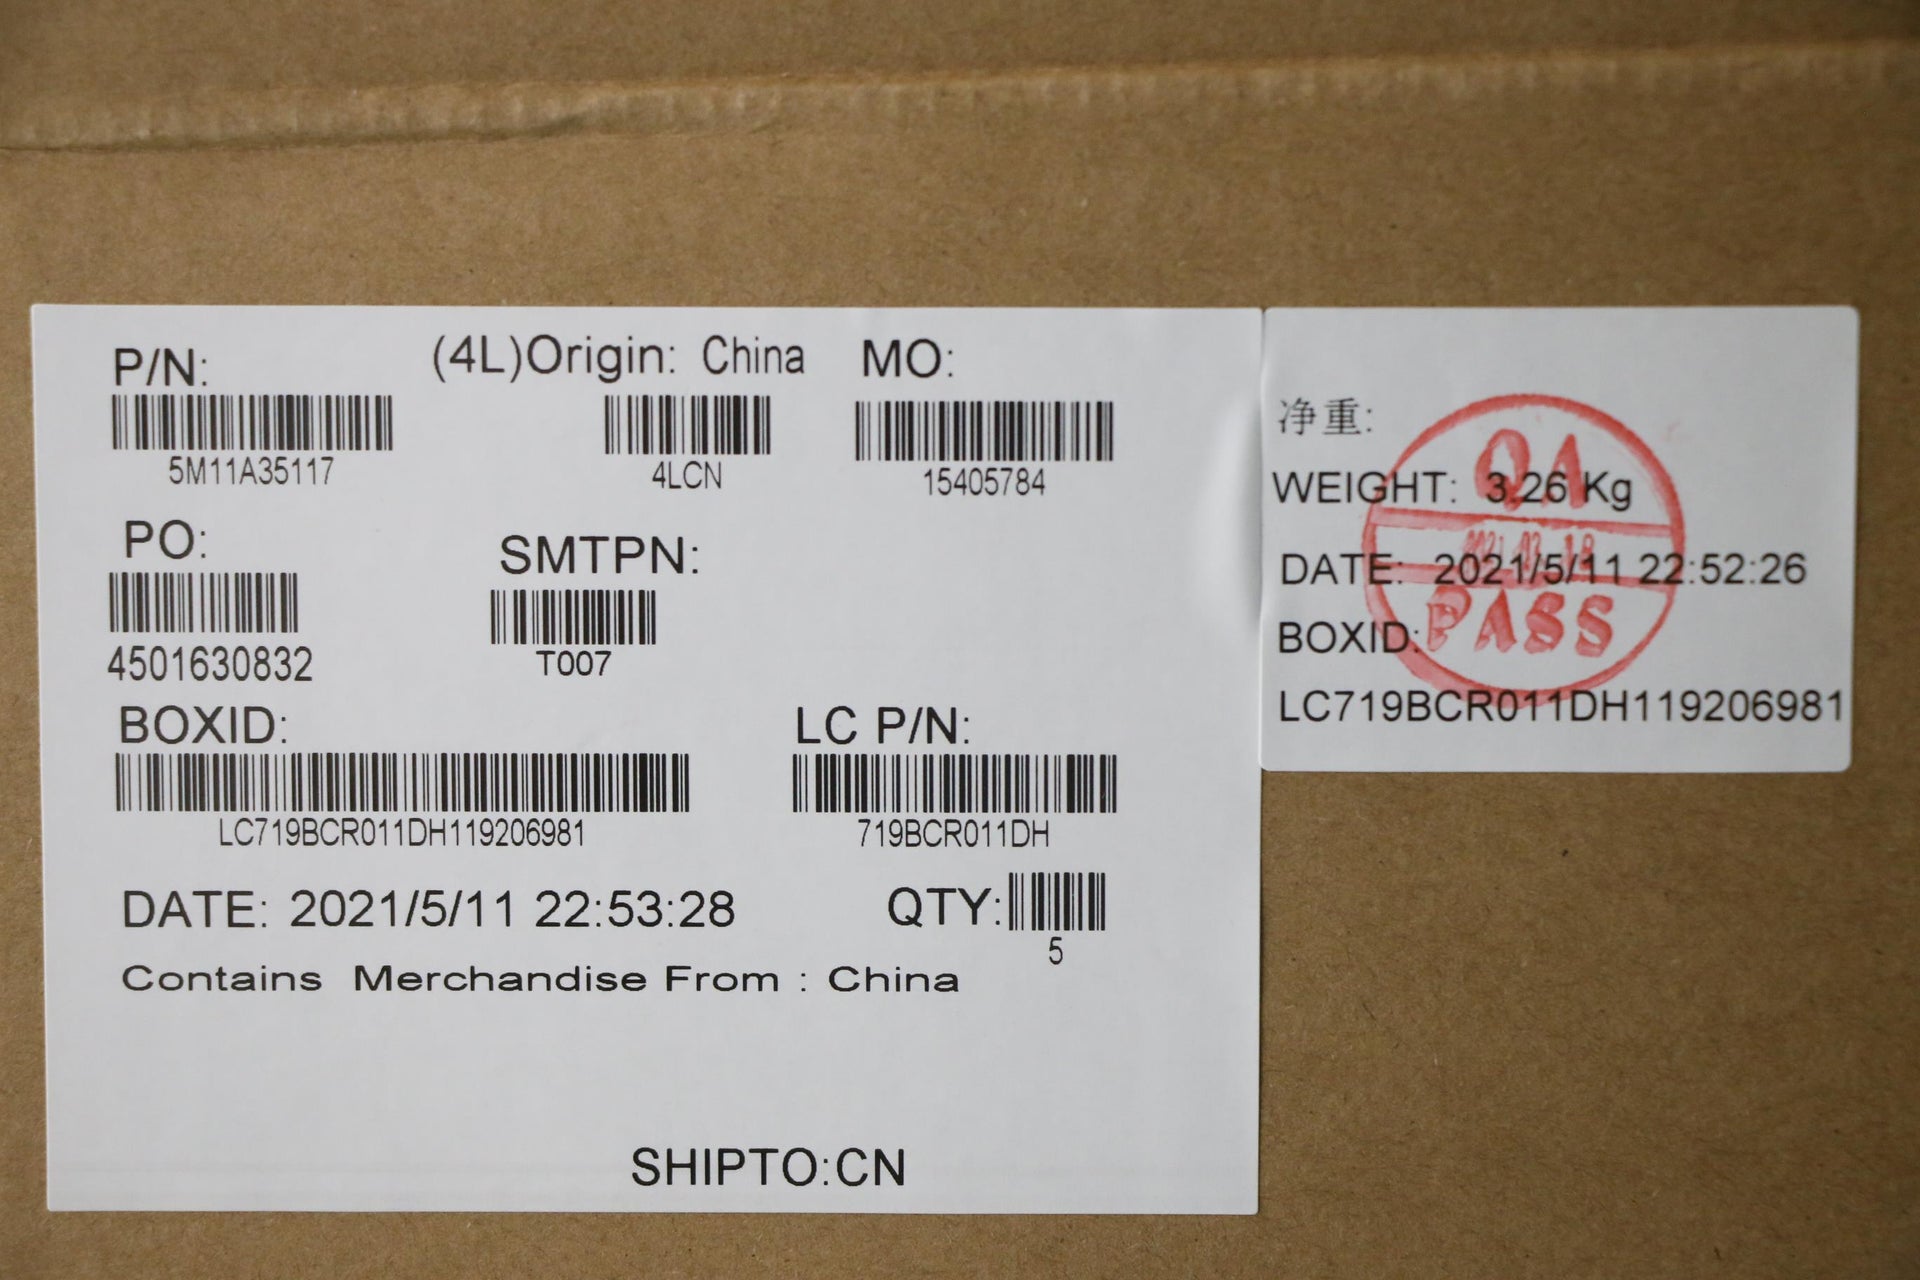 P/N: (4L)Origin: China MO:
5M11A35117 4LCN 15405784
PO: SMTPN:
4501630832 T007
BOXID: LC P/N:
LC719BCR011DH119206981 719BCR011DH
DATE: 2021/5/11 22:53:28 QTY:
5
Contains Merchandise From : China
SHIPTO:CN
净重:
WEIGHT: 3.26 Kg
DATE: 2021/5/11 22:52:26
BOXID:
LC719BCR011DH119206981
QA
PASS